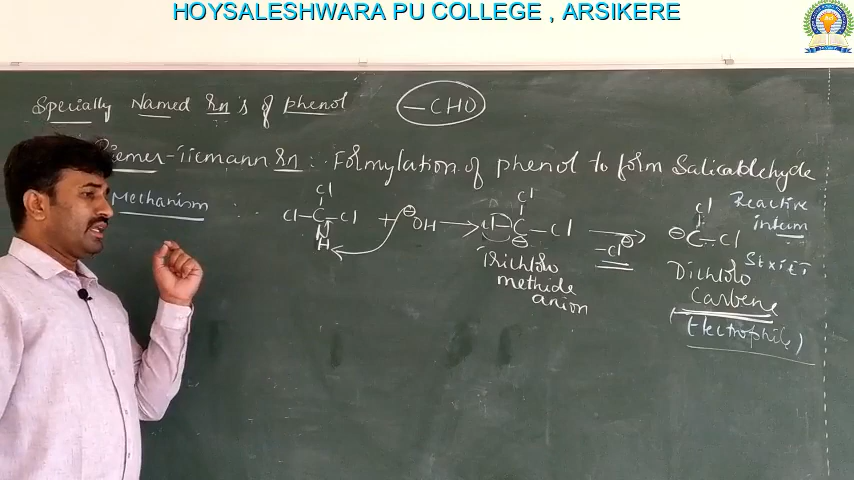 HOYSALESHWARA PU COLLEGE , ARSIKERE
Specially Named Rn's of phenol
—CHO
Riemer-Tiemann Rn : Formylation of phenol to form Salicaldehyde
Mechanism :
Cl
Cl—C—Cl + ⊖OH ⟶ Cl—C—Cl
H
Cl
⊖
Trichloro
methide
anion
-Cl⊖
Cl
⊖C—Cl
Reactive
interm
Dichloro
Carbene
(Electrophile)